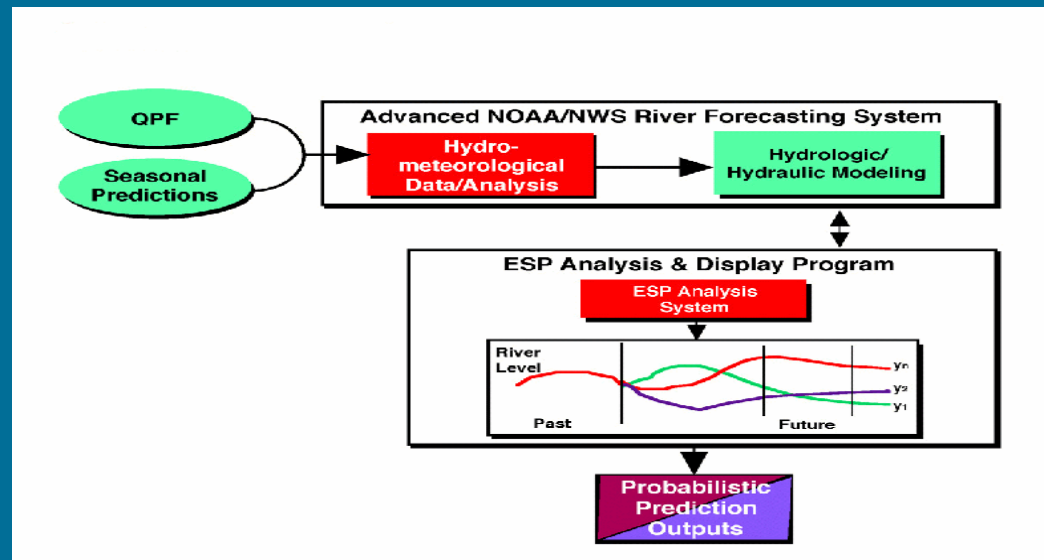 QPF
Seasonal
Predictions
Advanced NOAA/NWS River Forecasting System
Hydro-
meteorological
Data/Analysis
Hydrologic/
Hydraulic Modeling
ESP Analysis & Display Program
ESP Analysis
System
River
Level
yn
y2
y1
Past
Future
Probabilistic
Prediction
Outputs